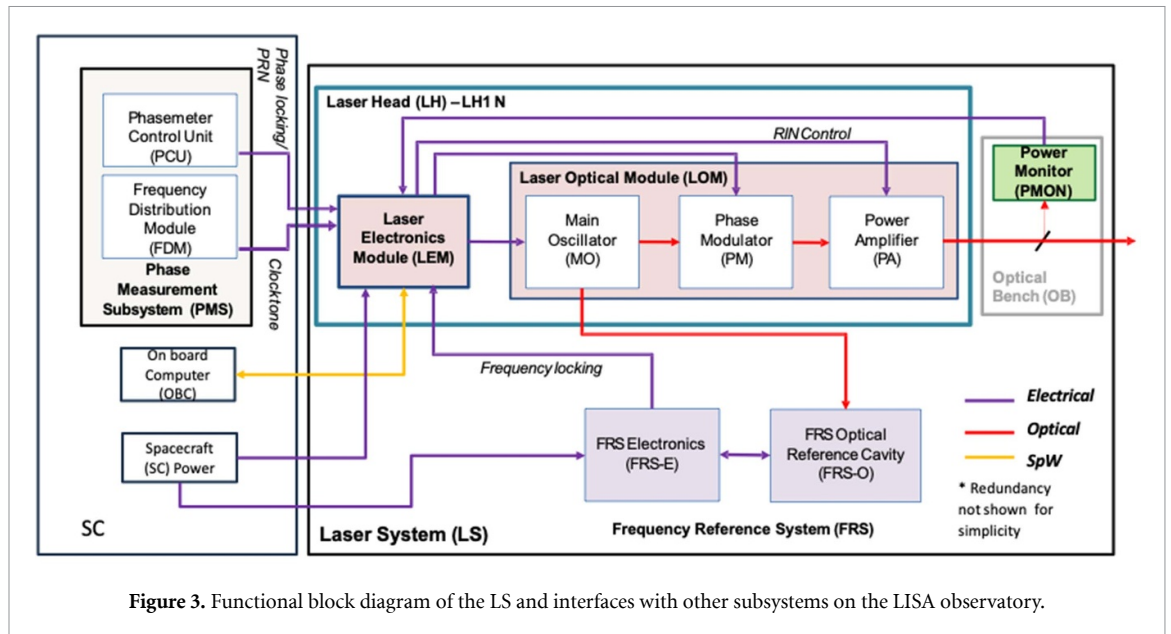 Phase locking/
PRN
Phasemeter
Control Unit
(PCU)
Frequency
Distribution
Module
(FDM)
Phase
Measurement
Subsystem (PMS)
Clocktone
On board
Computer
(OBC)
Spacecraft
(SC) Power
SC
Laser Head (LH) – LH1 N
RIN Control
Laser Optical Module (LOM)
Laser
Electronics
Module (LEM)
Main
Oscillator
(MO)
Phase
Modulator
(PM)
Power
Amplifier
(PA)
Power
Monitor
(PMON)
Optical
Bench (OB)
Frequency locking
FRS Electronics
(FRS-E)
FRS Optical
Reference Cavity
(FRS-O)
Electrical
Optical
SpW
* Redundancy
not shown for
simplicity
Laser System (LS)
Frequency Reference System (FRS)
Figure 3. Functional block diagram of the LS and interfaces with other subsystems on the LISA observatory.